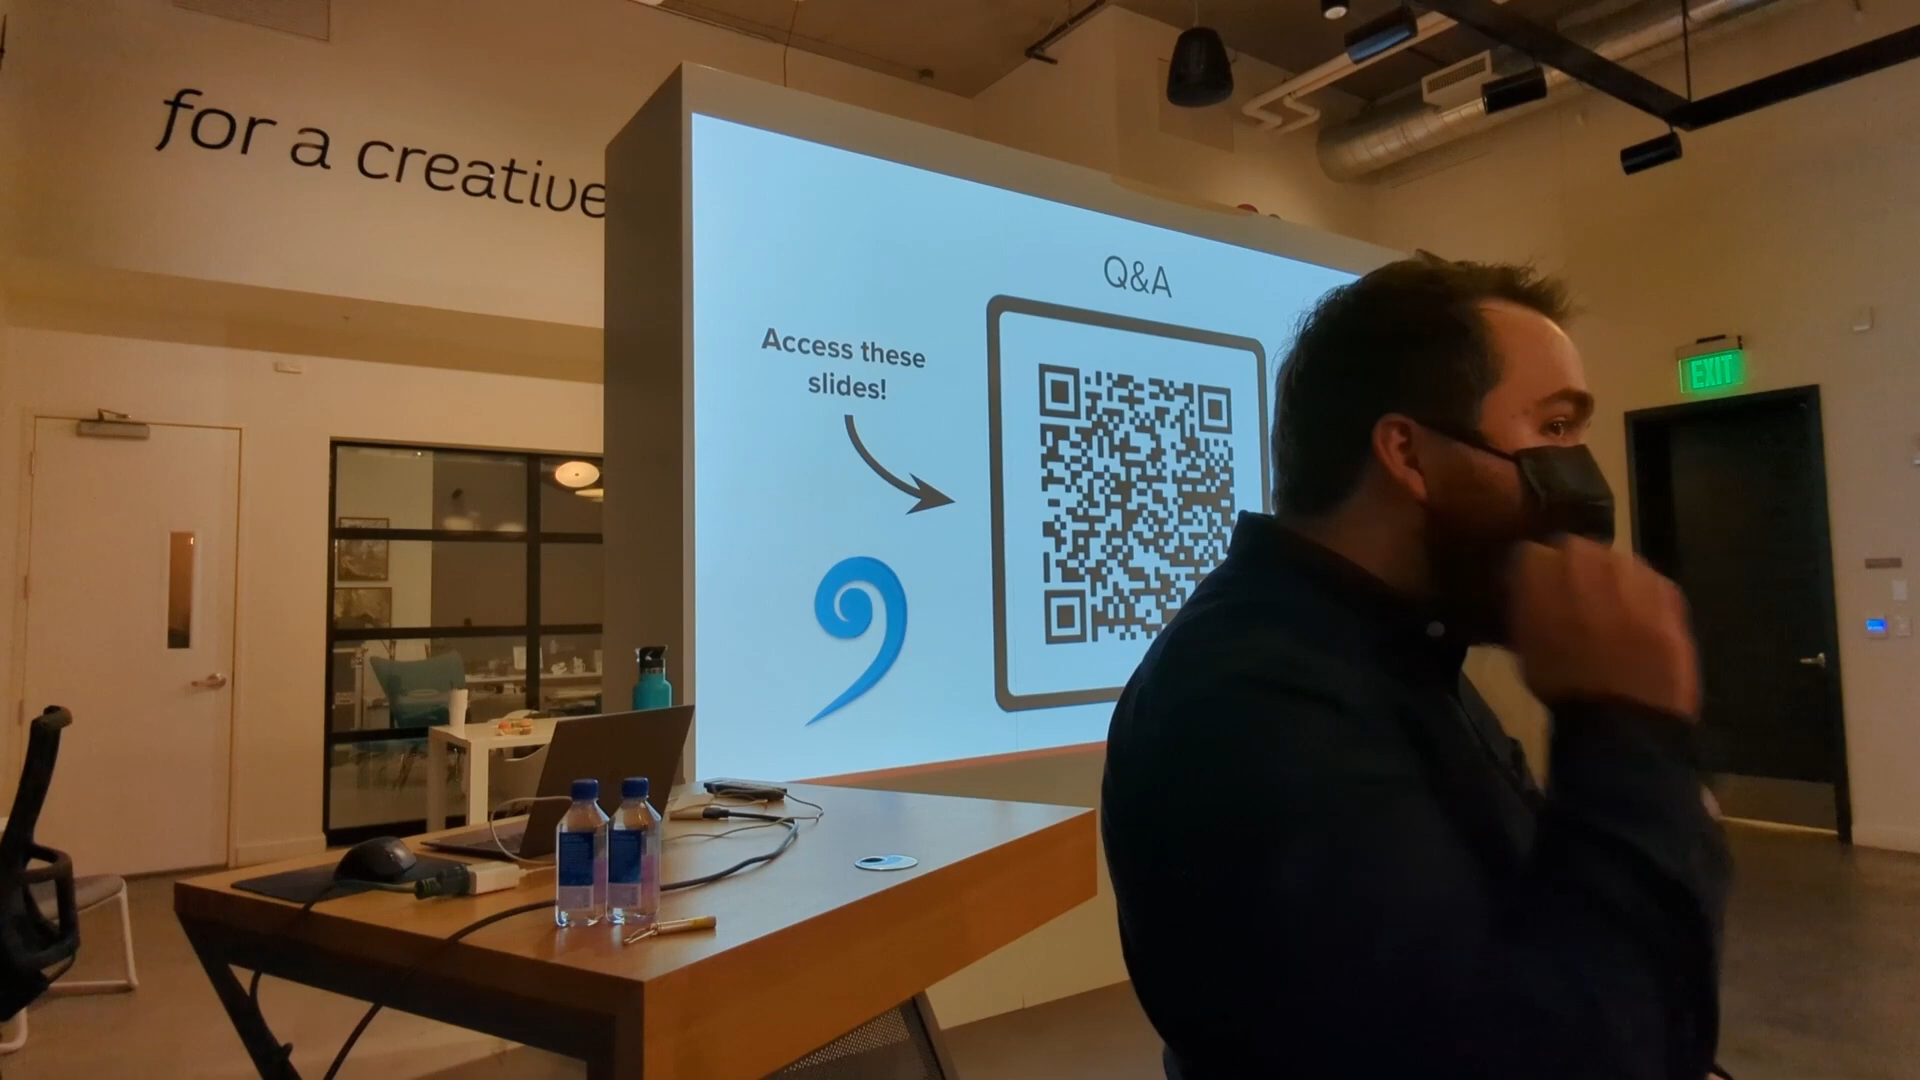 for a creative
Q&A
Access these
slides!
EXIT